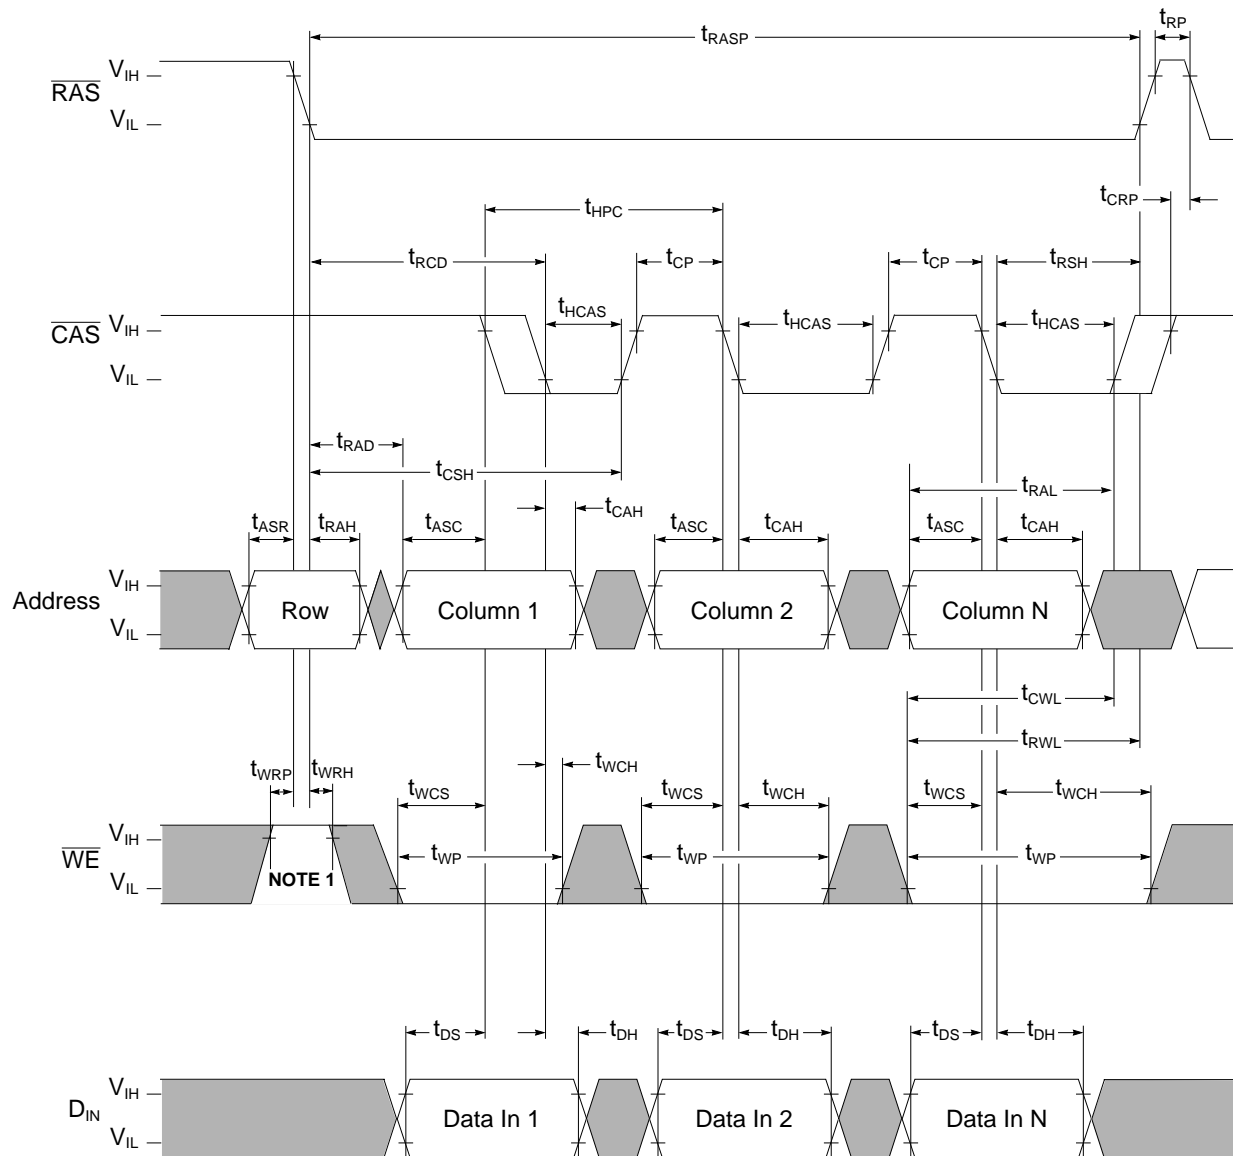 tRP
tRASP
VIH
RAS
VIL
tCRP
tHPC
tRCD
tCP
tCP
tRSH
tHCAS
tHCAS
tHCAS
VIH
CAS
VIL
tRAD
tCSH
tRAL
tCAH
tASR
tRAH
tASC
tASC
tCAH
tASC
tCAH
VIH
Address
Row
Column 1
Column 2
Column N
VIL
tCWL
tRWL
tWRP
tWRH
tWCH
tWCS
tWCS
tWCH
tWCS
tWCH
VIH
WE
tWP
tWP
tWP
NOTE 1
VIL
tDS
tDH
tDS
tDH
tDS
tDH
VIH
DIN
Data In 1
Data In 2
Data In N
VIL